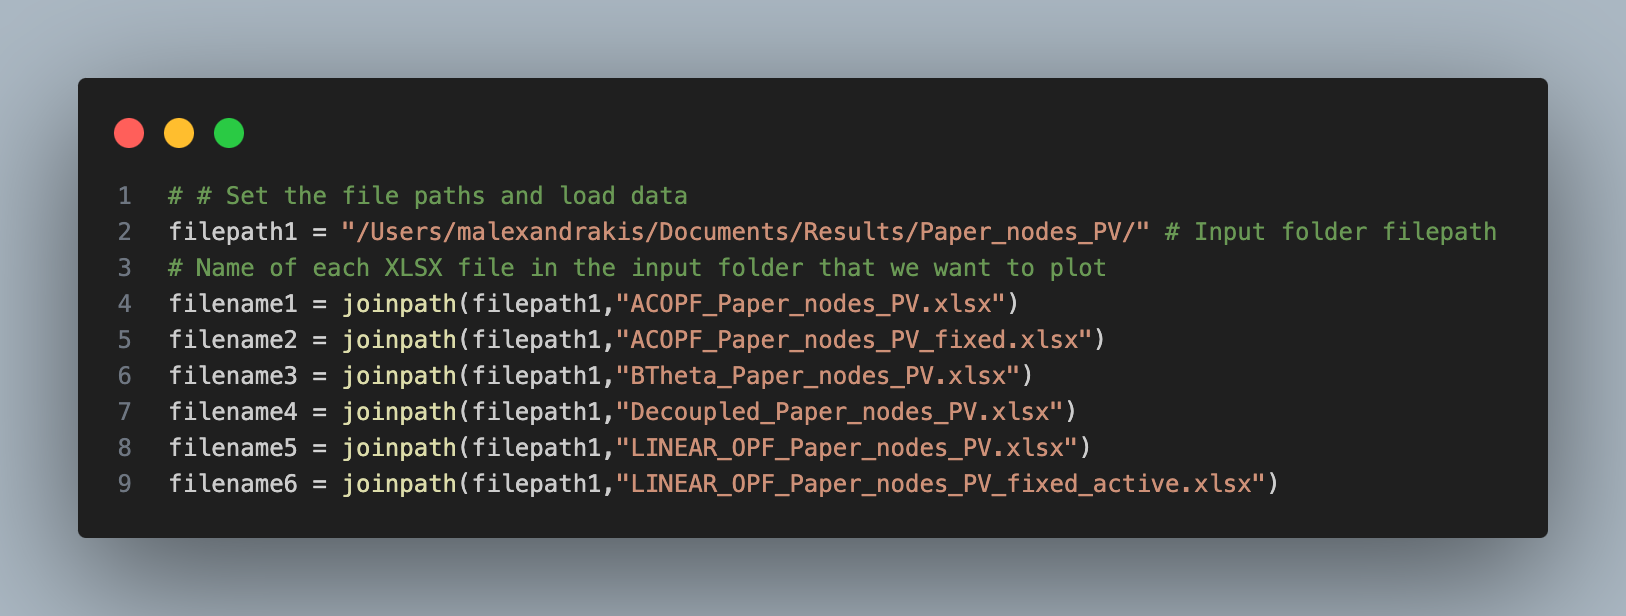 1 # # Set the file paths and load data
2 filepath1 = "/Users/malexandrakis/Documents/Results/Paper_nodes_PV/" # Input folder filepath
3 # Name of each XLSX file in the input folder that we want to plot
4 filename1 = joinpath(filepath1,"ACOPF_Paper_nodes_PV.xlsx")
5 filename2 = joinpath(filepath1,"ACOPF_Paper_nodes_PV_fixed.xlsx")
6 filename3 = joinpath(filepath1,"BTheta_Paper_nodes_PV.xlsx")
7 filename4 = joinpath(filepath1,"Decoupled_Paper_nodes_PV.xlsx")
8 filename5 = joinpath(filepath1,"LINEAR_OPF_Paper_nodes_PV.xlsx")
9 filename6 = joinpath(filepath1,"LINEAR_OPF_Paper_nodes_PV_fixed_active.xlsx")